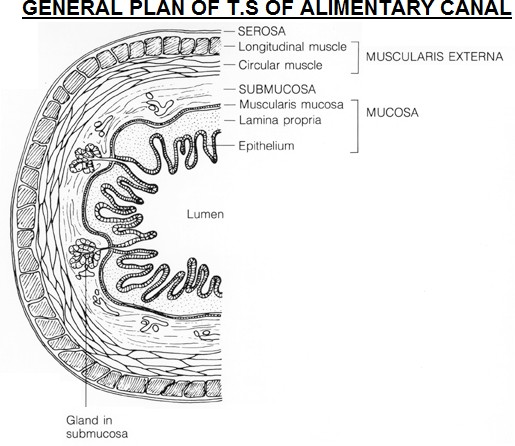 GENERAL PLAN OF T.S OF ALIMENTARY CANAL
SEROSA
Longitudinal muscle
MUSCULARIS EXTERNA
Circular muscle
SUBMUCOSA
Muscularis mucosa
MUCOSA
Lamina propria
Epithelium
Lumen
Gland in
submucosa